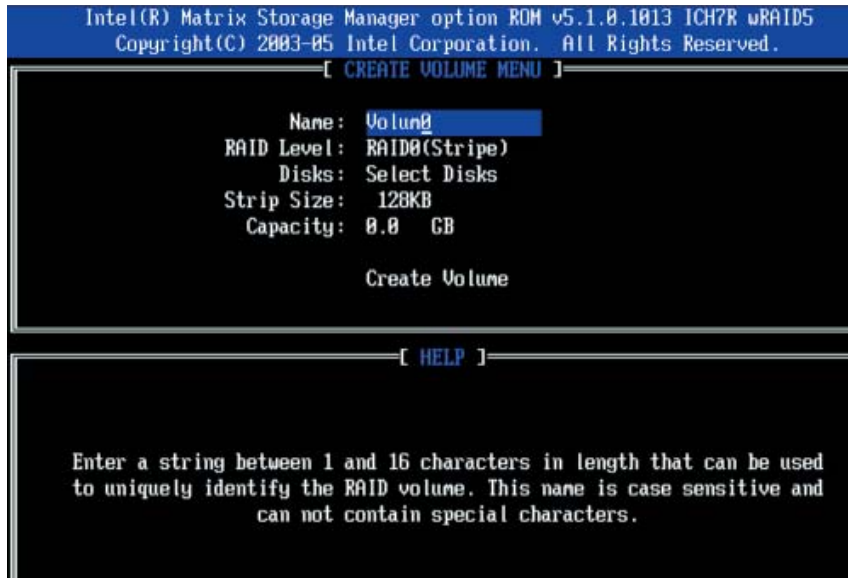 Intel(R) Matrix Storage Manager option ROM v5.1.0.1013 ICH7R wRAID5
Copyright(C) 2003-05 Intel Corporation. All Rights Reserved.
[ CREATE VOLUME MENU ]
Name: Volum0
RAID Level: RAID0(Stripe)
Disks: Select Disks
Strip Size: 128KB
Capacity: 0.0 GB
Create Volume
[ HELP ]
Enter a string between 1 and 16 characters in length that can be used
to uniquely identify the RAID volume. This name is case sensitive and
can not contain special characters.